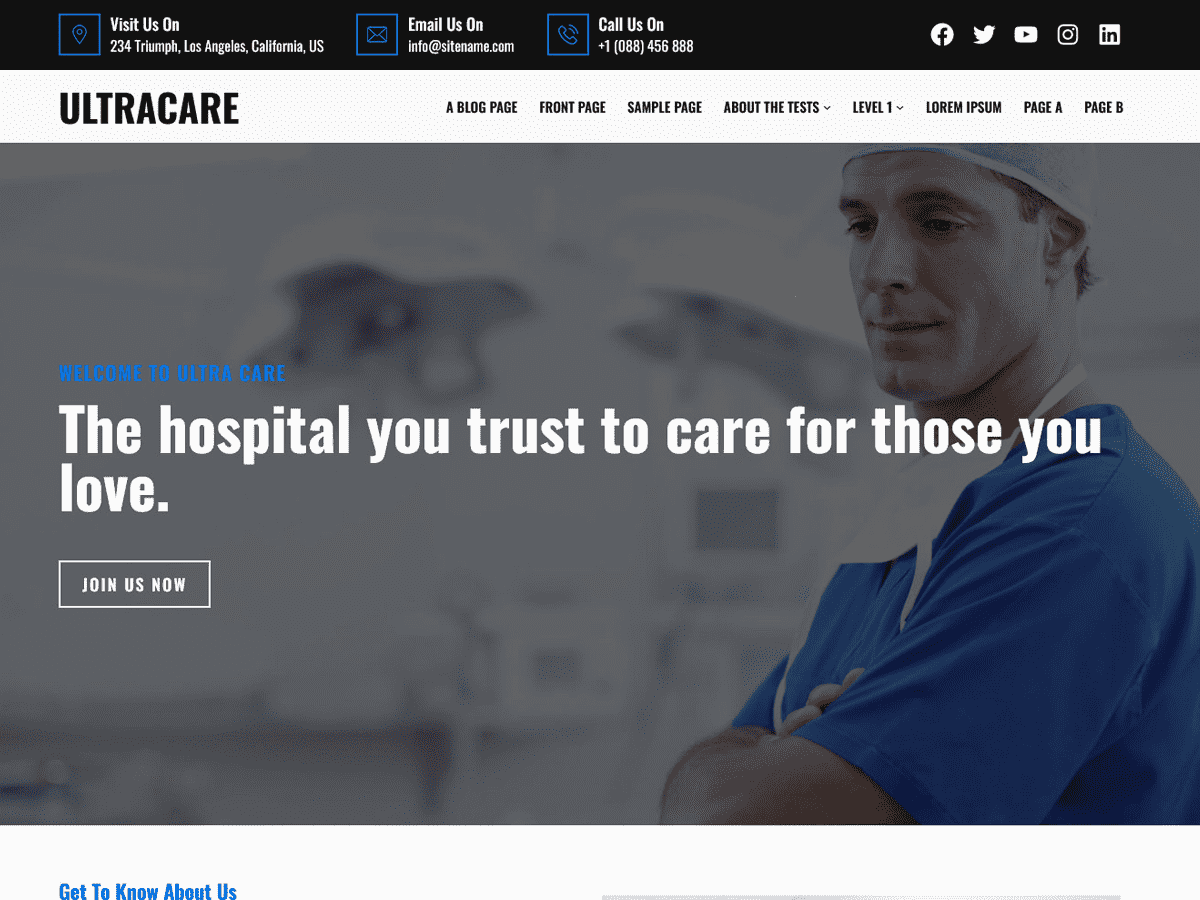 Visit Us On
234 Triumph, Los Angeles, California, US
Email Us On
info@sitename.com
Call Us On
+1 (088) 456 888
ULTRACARE
A BLOG PAGE FRONT PAGE SAMPLE PAGE ABOUT THE TESTS LEVEL 1 LOREM IPSUM PAGE A PAGE B
WELCOME TO ULTRA CARE
The hospital you trust to care for those you
love.
JOIN US NOW
Get To Know About Us